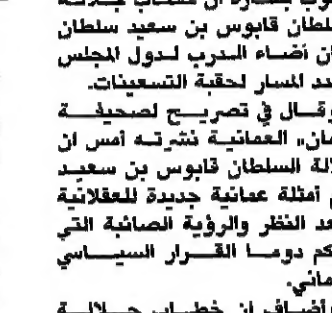 سلطان قابوس بن سعيد سلطان
ان أضاء الدرب لدول المجلس
دد المسار لحقبة التسعينات.
وقال في تصريح لصحيفة
مان» العمانية نشرته أمس ان
لالة السلطان قابوس بن سعيد
م أمثلة عمانية جديدة للعقلانية
عد النظر والرؤية الصائبة التي
كم دوما القرار السياسي
ماني.
وأضاف ان خطاب جلالة